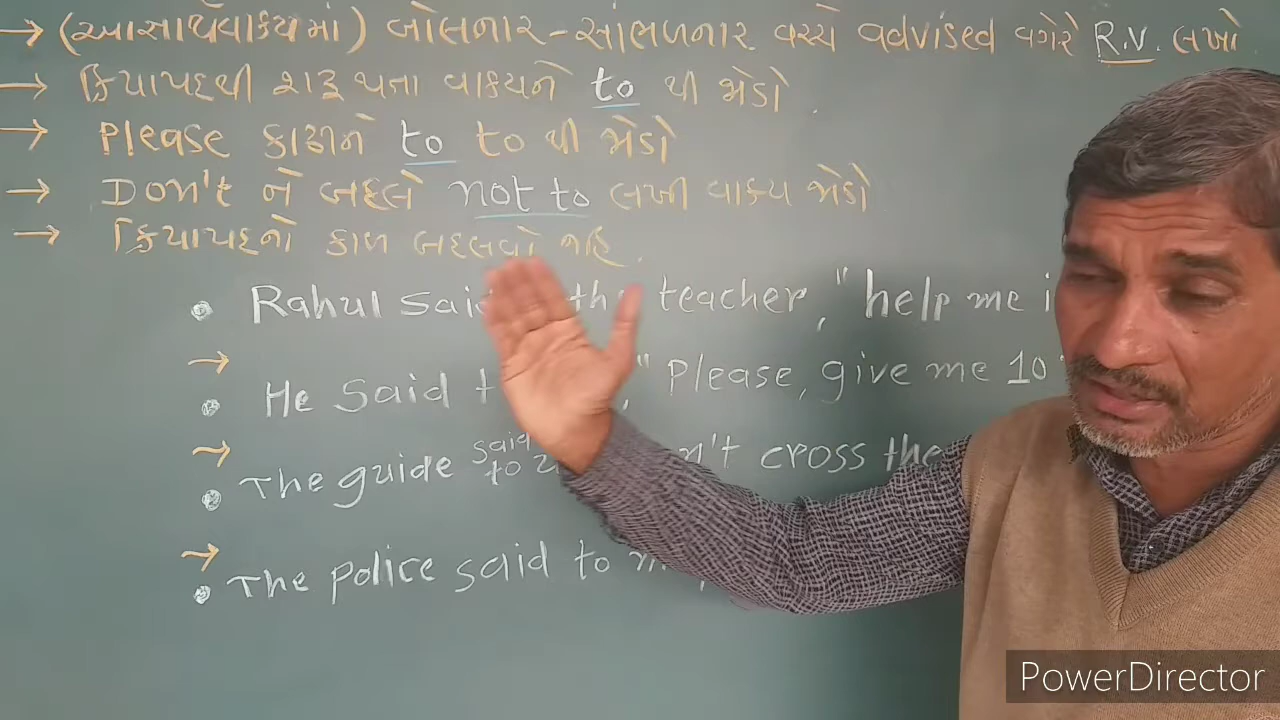 → (આજ્ઞાર્થવાક્યમાં) બોલનાર-સાંભળનાર વચ્ચે advised વગેરે R.V. લખો
→ ક્રિયાપદથી શરૂ થતા વાક્યને to થી જોડો.
→ Please કાઢીને to to થી જોડો
→ Don't ને બદલે not to લખી વાક્ય જોડો
→ ક્રિયાપદનો કાળ બદલવો નહિ.
• Rahul the teacher, "help me
→
• He Said "Please, give me 10
→
• The guide said to cross the
→
• The police said to
PowerDirector